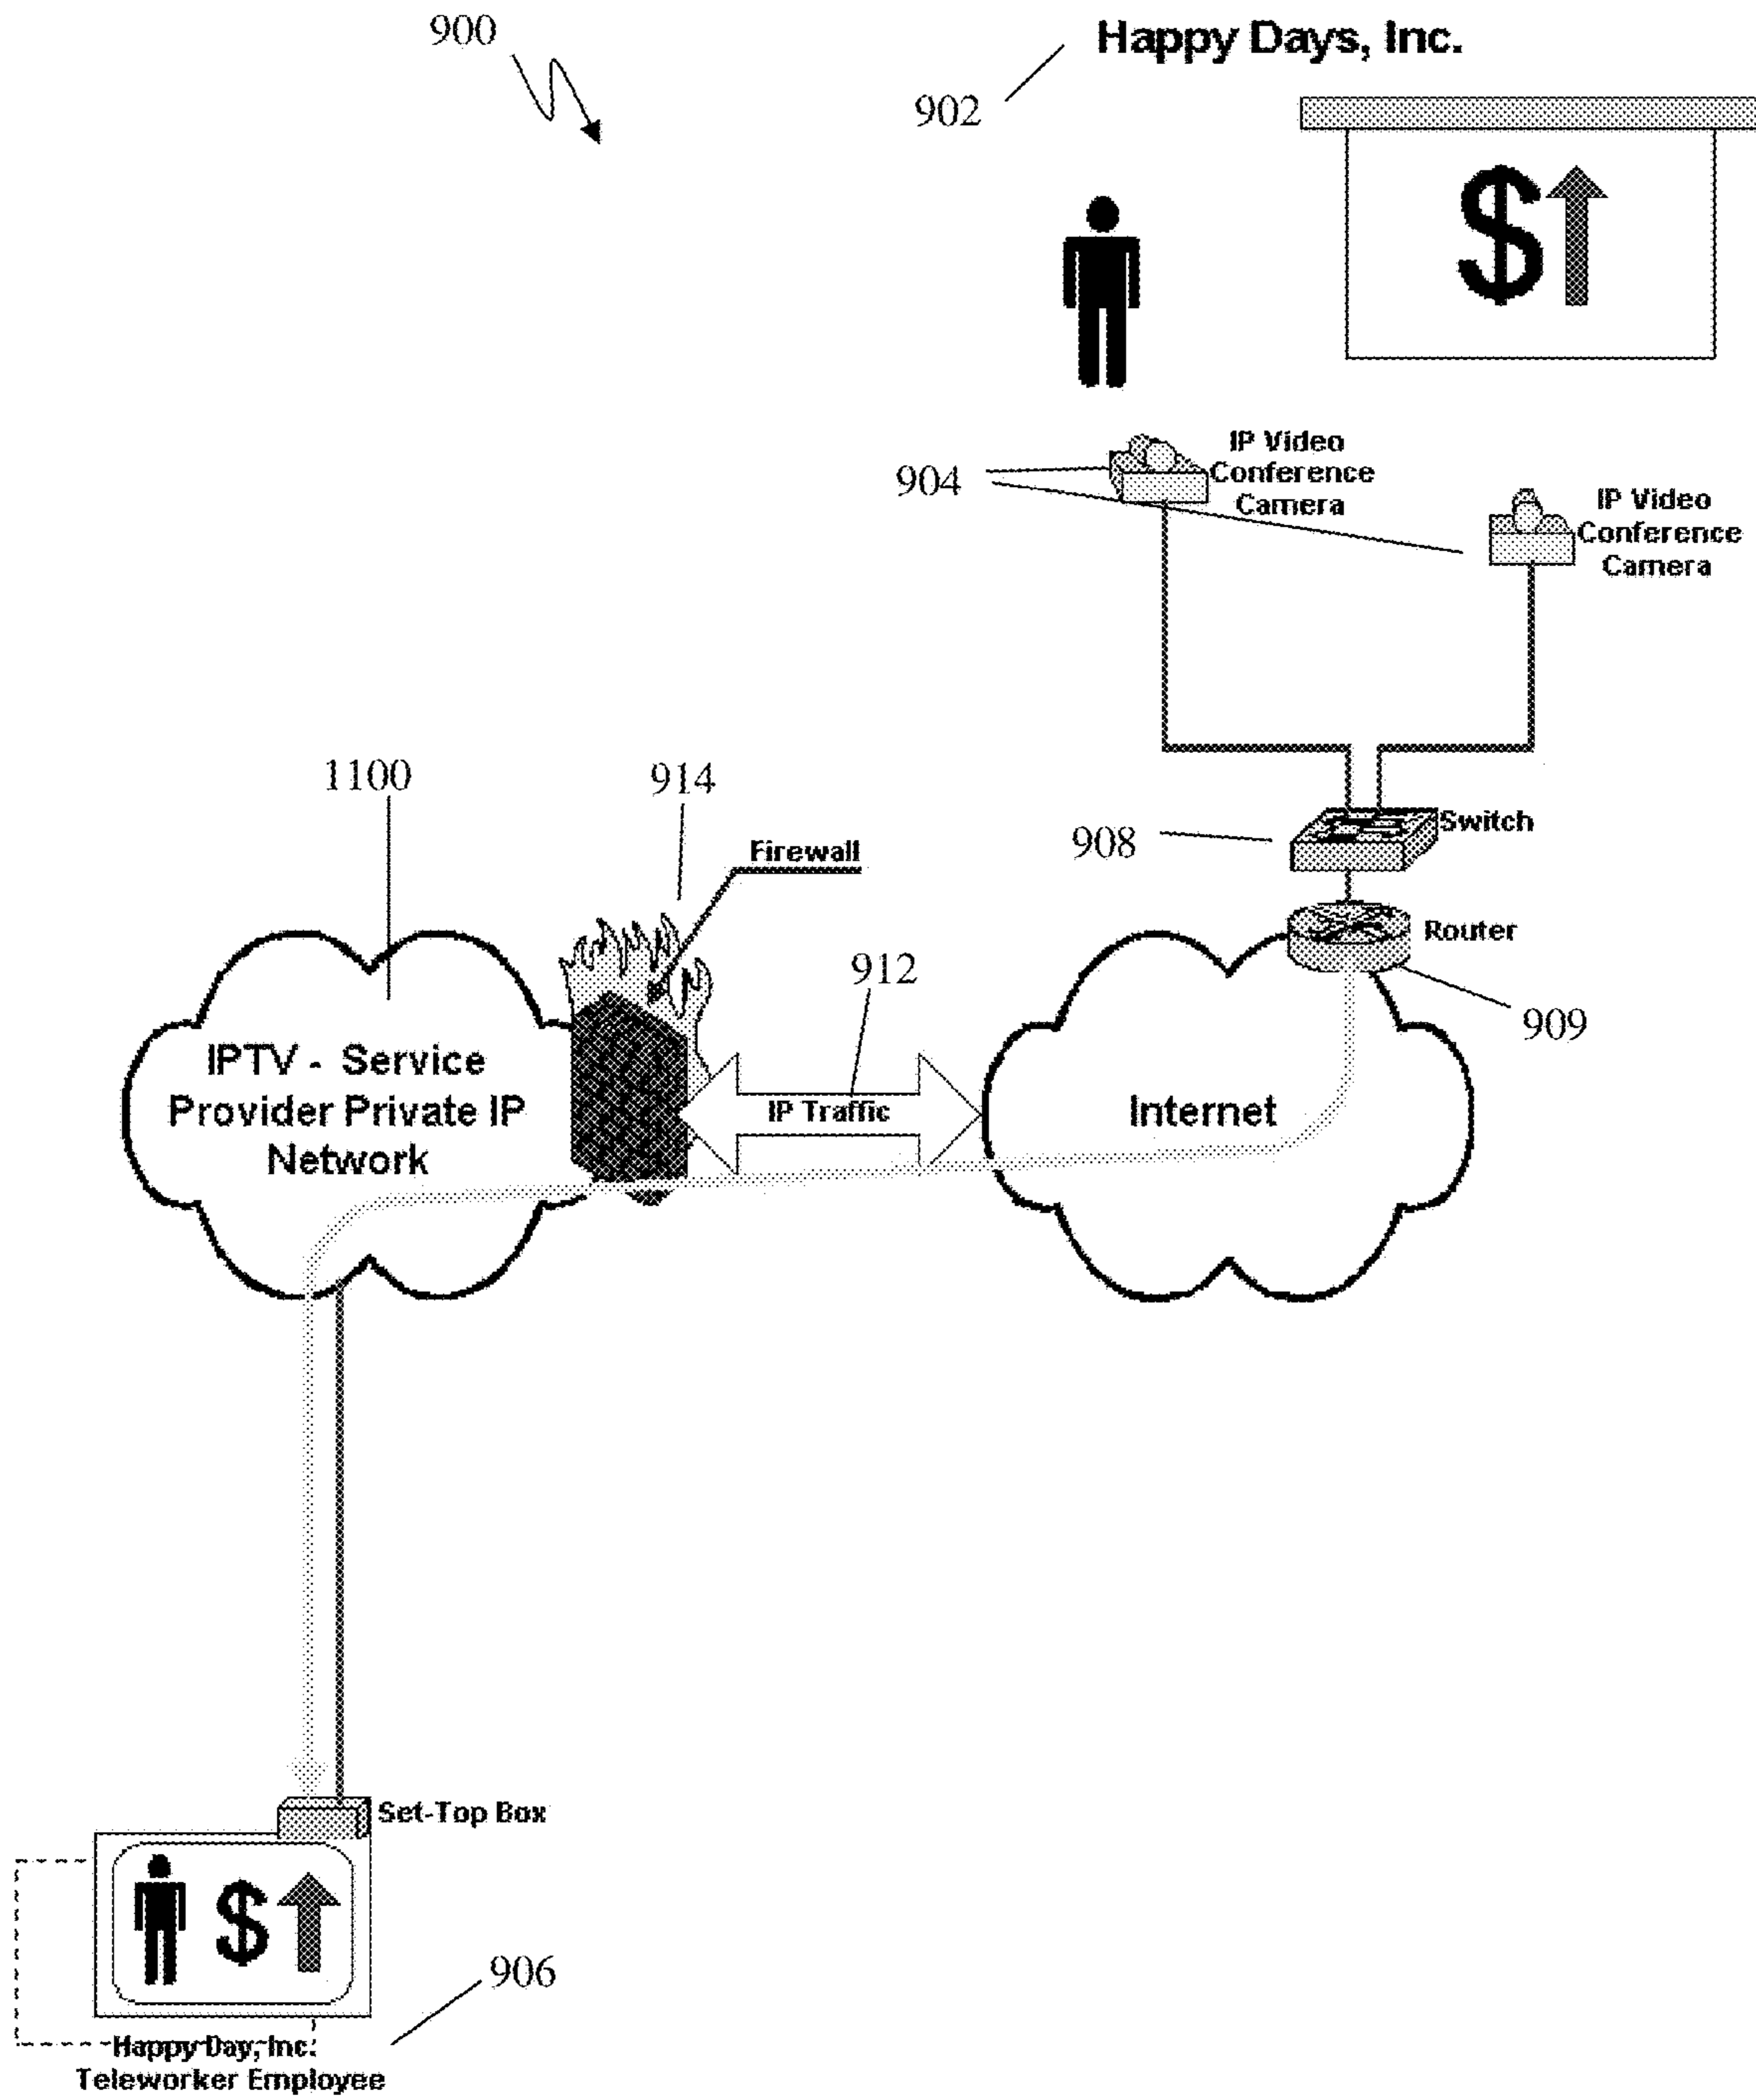 900
Happy Days, Inc.
902
$
904
IP Video
Conference
Camera
IP Video
Conference
Camera
1100
914
Firewall
908
Switch
Router
909
912
IPTV - Service
Provider Private IP
Network
IP Traffic
Internet
Set-Top Box
$
906
Happy Day, Inc.
Teleworker Employee